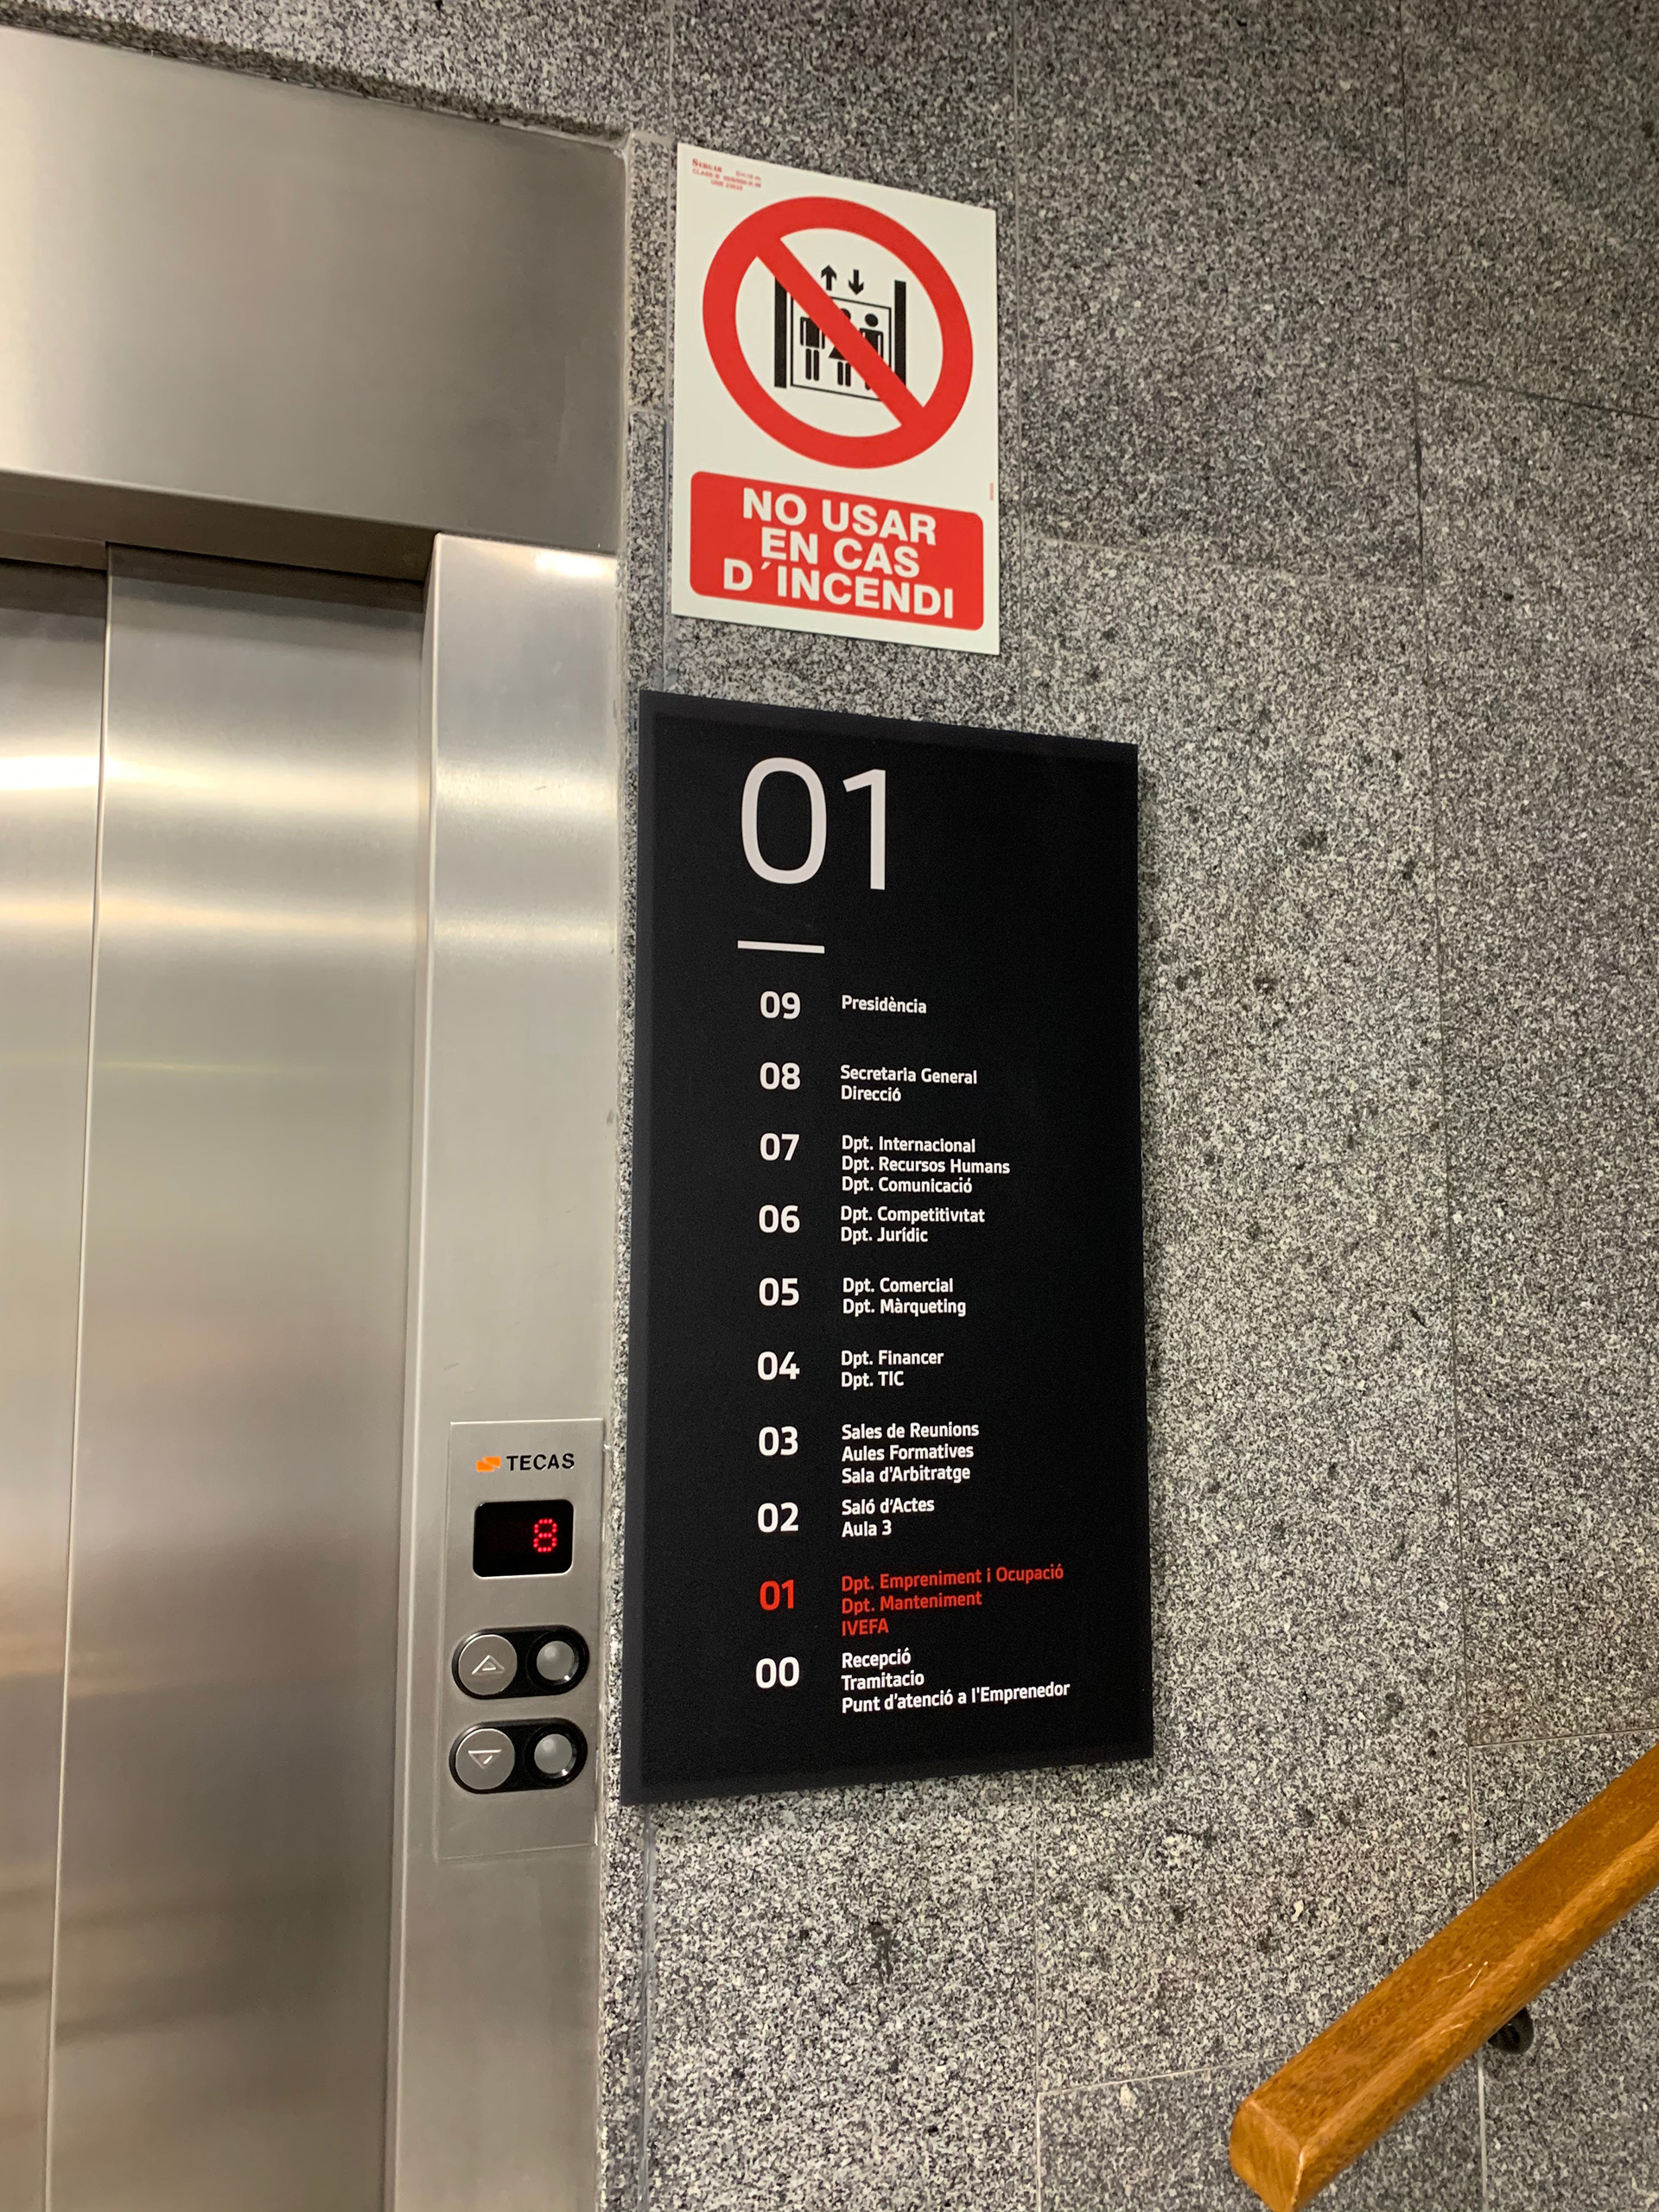 NO USAR
EN CAS
D´INCENDI
01
09 Presidència
08 Secretaria General
Direcció
07 Dpt. Internacional
Dpt. Recursos Humans
Dpt. Comunicació
06 Dpt. Competitivitat
Dpt. Jurídic
05 Dpt. Comercial
Dpt. Màrqueting
04 Dpt. Financer
Dpt. TIC
03 Sales de Reunions
Aules Formatives
Sala d'Arbitratge
02 Saló d'Actes
Aula 3
01 Dpt. Empreniment i Ocupació
Dpt. Manteniment
IVEFA
00 Recepció
Tramitacio
Punt d'atenció a l'Emprenedor
TECAS
8